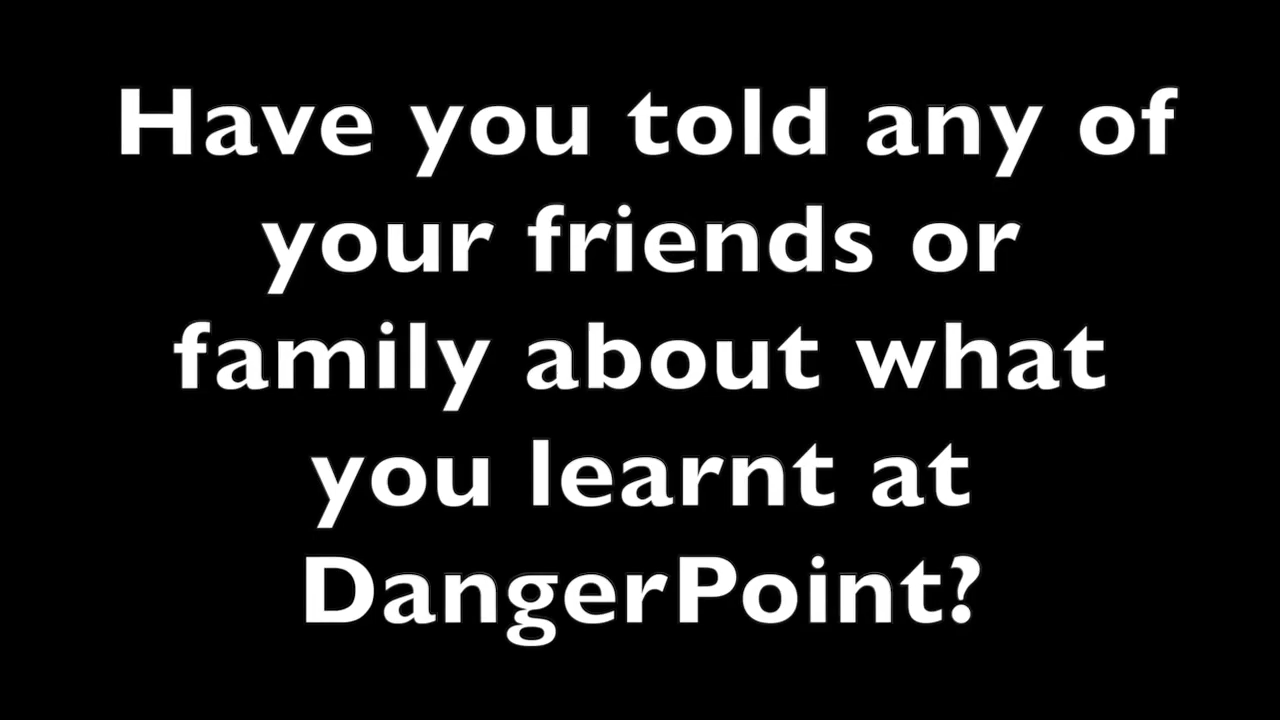 Have you told any of
your friends or
family about what
you learnt at
DangerPoint?